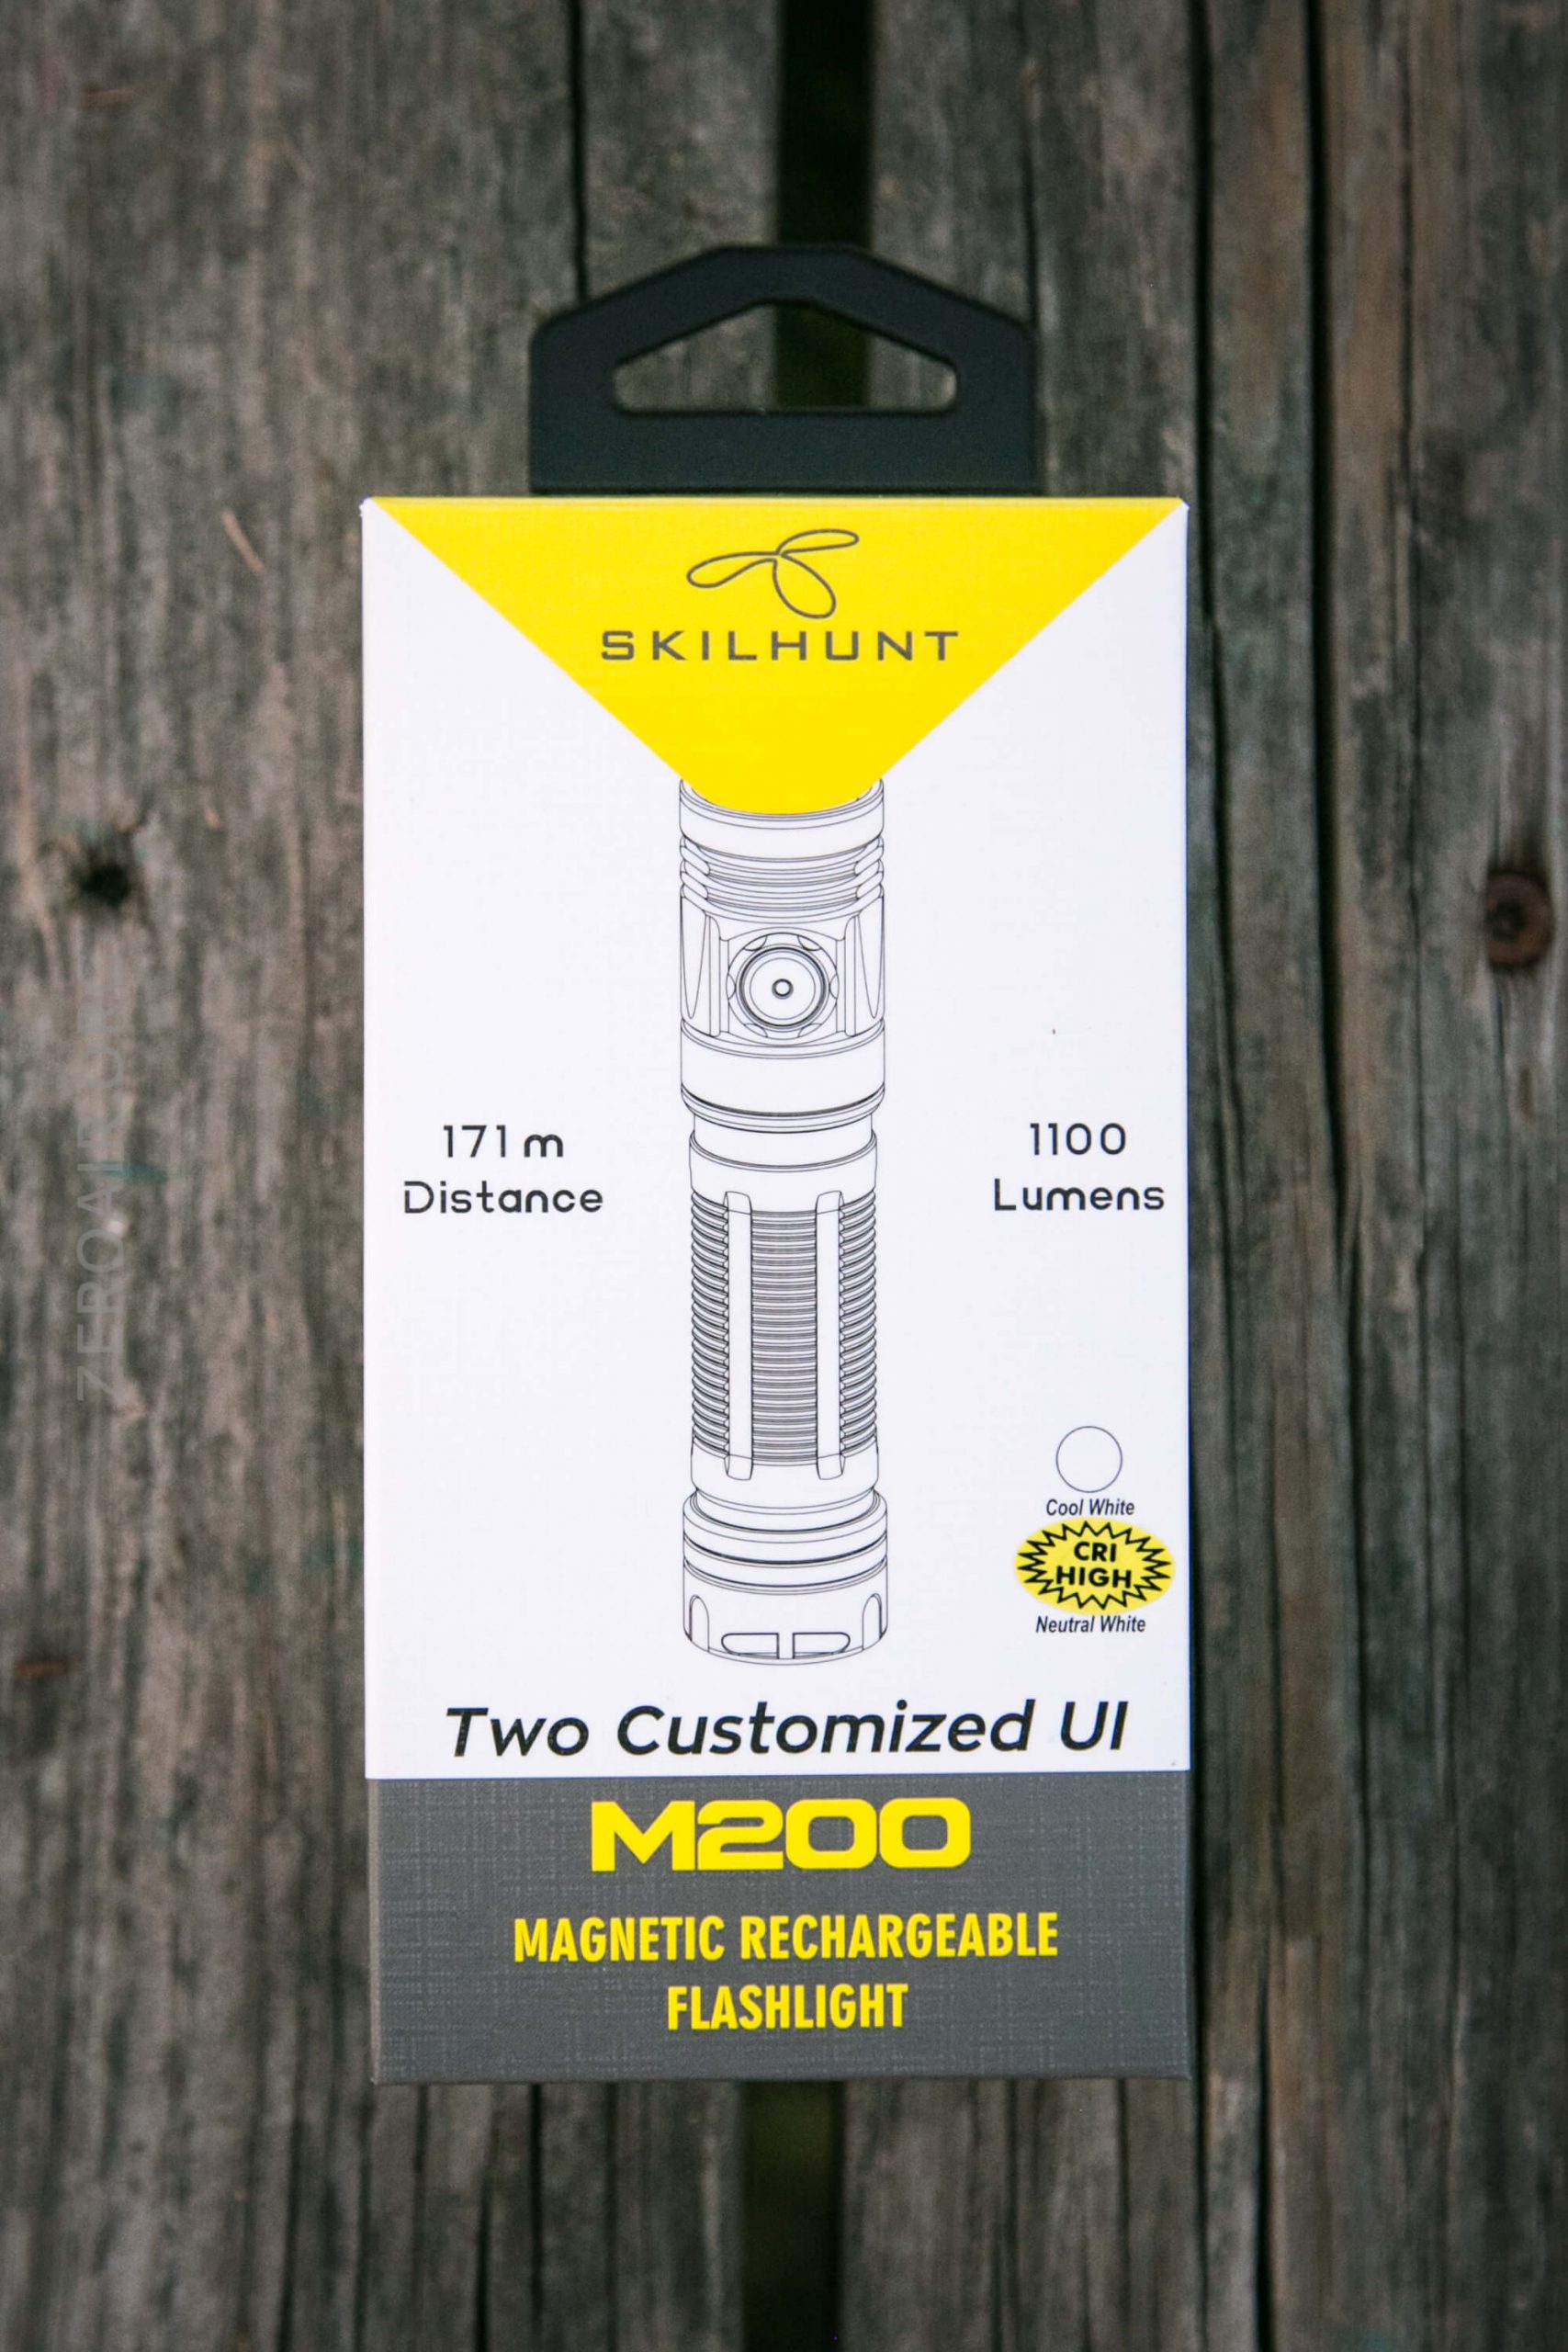 SKILHUNT
171m
Distance
1100
Lumens
Cool White
CRI
HIGH
Neutral White
Two Customized UI
M200
MAGNETIC RECHARGEABLE
FLASHLIGHT